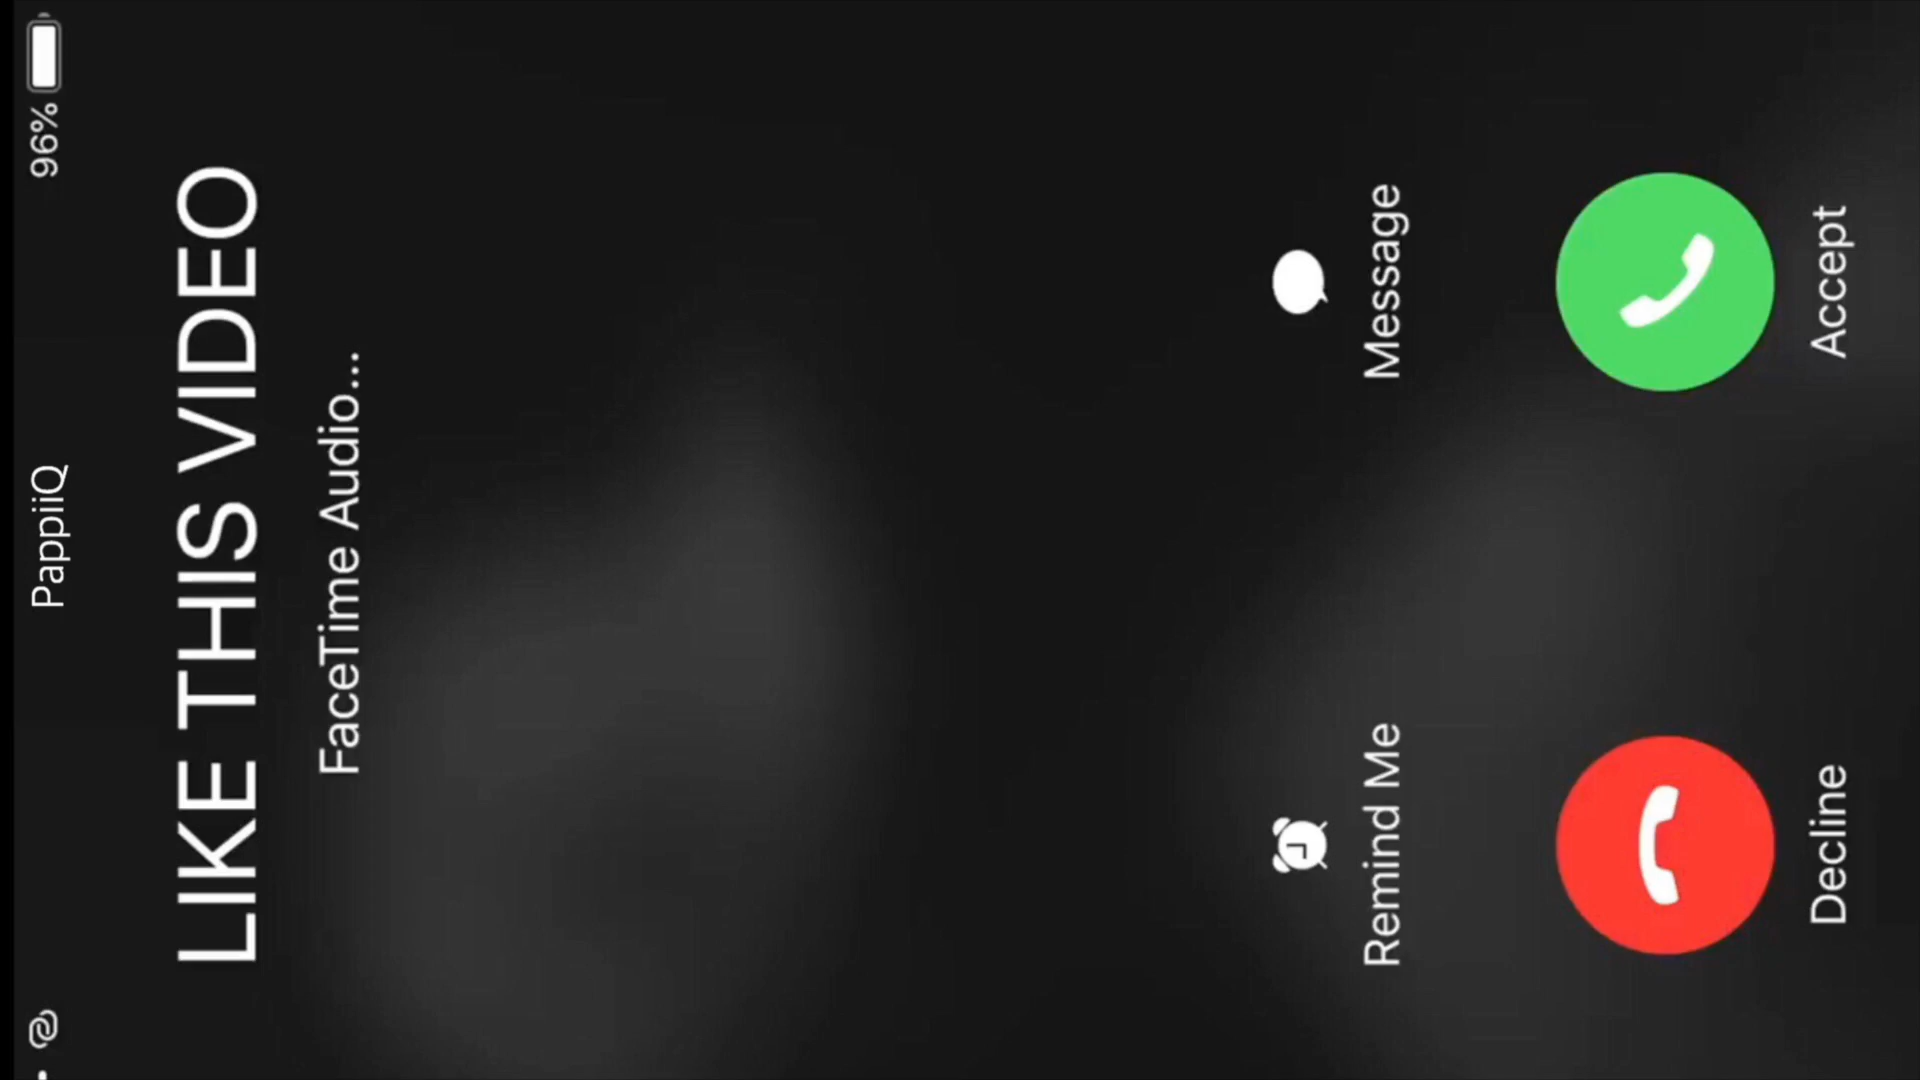 PappiiQ
96%
LIKE THIS VIDEO
FaceTime Audio...
Remind Me
Message
Decline
Accept